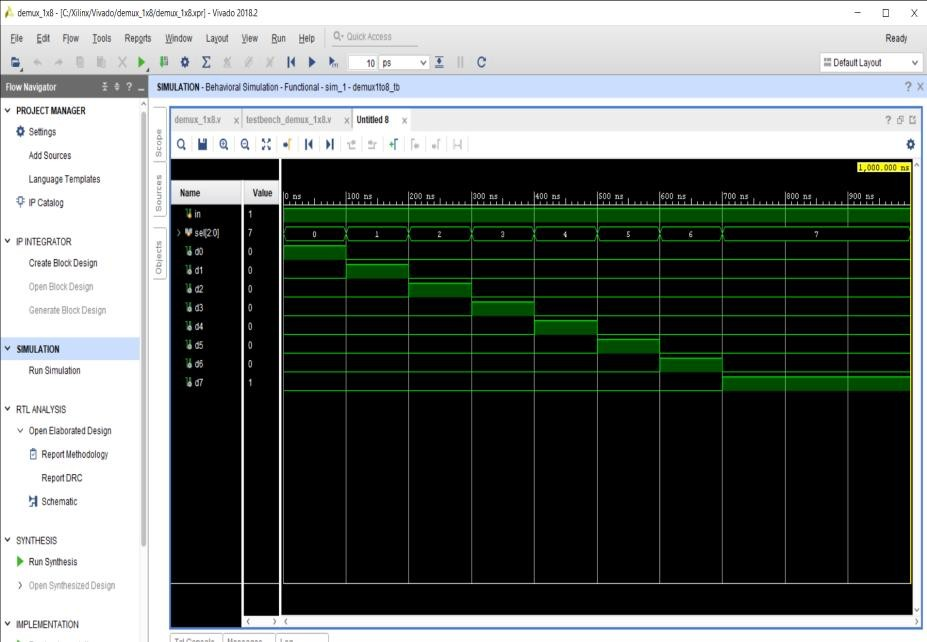 demux_1x8 - [C:/Xilinx/Vivado/demux_1x8/demux_1x8.xpr] - Vivado 2018.2
File Edit Flow Tools Reports Window Layout View Run Help Quick Access Ready
10 ps Default Layout
Flow Navigator
SIMULATION - Behavioral Simulation - Functional - sim_1 - demux1to8_tb
PROJECT MANAGER
Settings
Add Sources
Language Templates
IP Catalog
IP INTEGRATOR
Create Block Design
Open Block Design
Generate Block Design
SIMULATION
Run Simulation
RTL ANALYSIS
Open Elaborated Design
Report Methodology
Report DRC
Schematic
SYNTHESIS
Run Synthesis
Open Synthesized Design
IMPLEMENTATION
Scope
Sources
Objects
demux_1x8.v testbench_demux_1x8.v Untitled 8
1,000.000 ns
Name Value 0 ns 100 ns 200 ns 300 ns 400 ns 500 ns 600 ns 700 ns 800 ns 900 ns
in 1
sel[2:0] 7 0 1 2 3 4 5 6 7
d0 0
d1 0
d2 0
d3 0
d4 0
d5 0
d6 0
d7 1
Tcl Console Messages Log